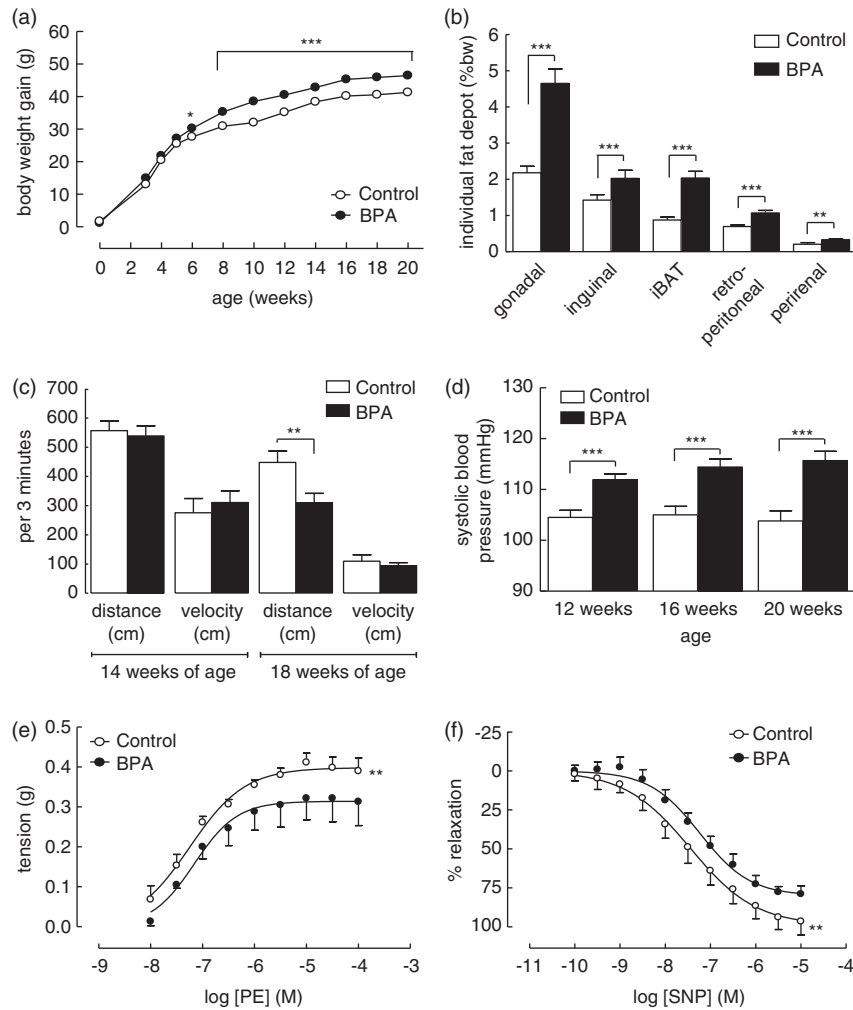 (a)
60
50
40
30
20
10
0
body weight gain (g)
***
*
Control
BPA
0 2 4 6 8 10 12 14 16 18 20
age (weeks)
(b)
6
5
4
3
2
1
0
individual fat depot (%bw)
Control
BPA
***
***
***
***
**
gonadal
inguinal
iBAT
retro-
peritoneal
perirenal
(c)
700
600
500
400
300
200
100
0
per 3 minutes
Control
BPA
**
distance
(cm)
velocity
(cm)
distance
(cm)
velocity
(cm)
14 weeks of age
18 weeks of age
(d)
130
120
110
100
90
systolic blood
pressure (mmHg)
Control
BPA
***
***
***
12 weeks 16 weeks 20 weeks
age
(e)
0.5
0.4
0.3
0.2
0.1
0.0
tension (g)
Control
BPA
**
-9 -8 -7 -6 -5 -4 -3
log [PE] (M)
(f)
-25
0
25
50
75
100
% relaxation
Control
BPA
**
-11 -10 -9 -8 -7 -6 -5 -4
log [SNP] (M)